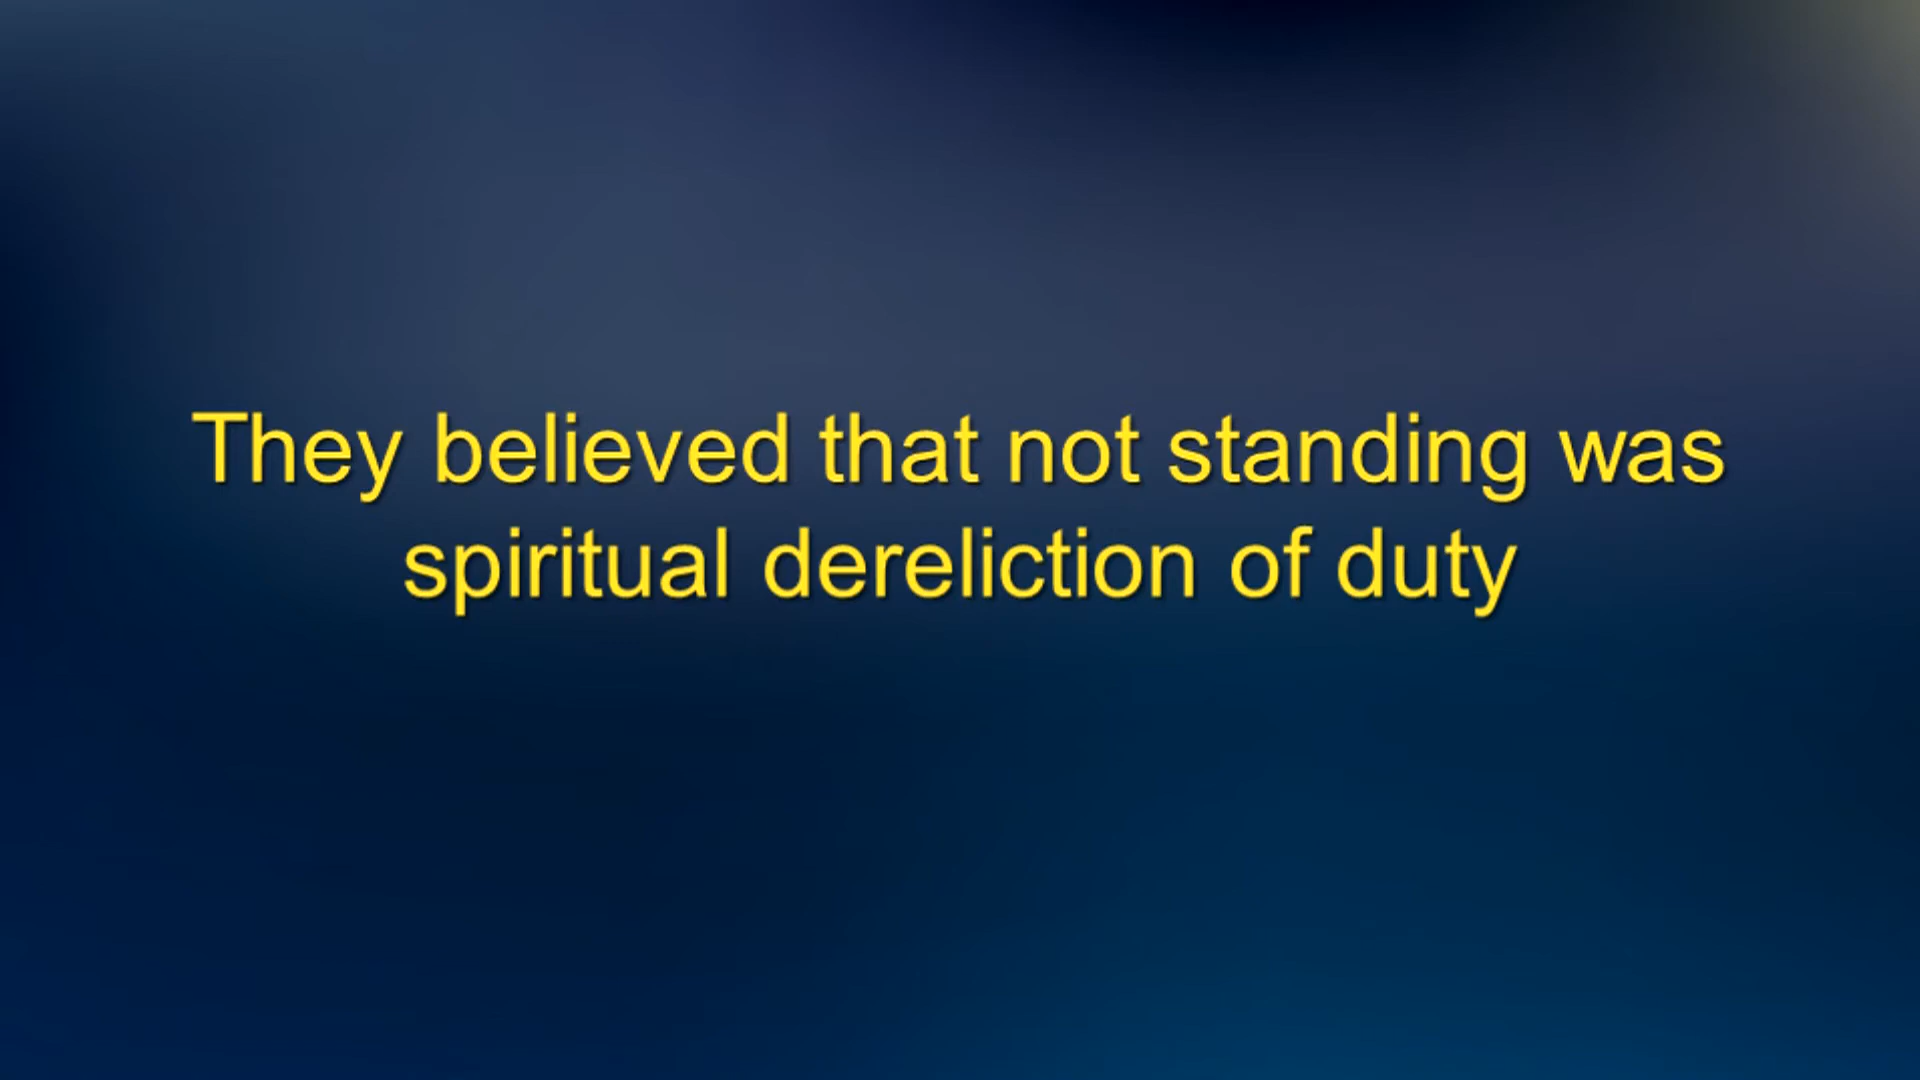 They believed that not standing was
spiritual dereliction of duty